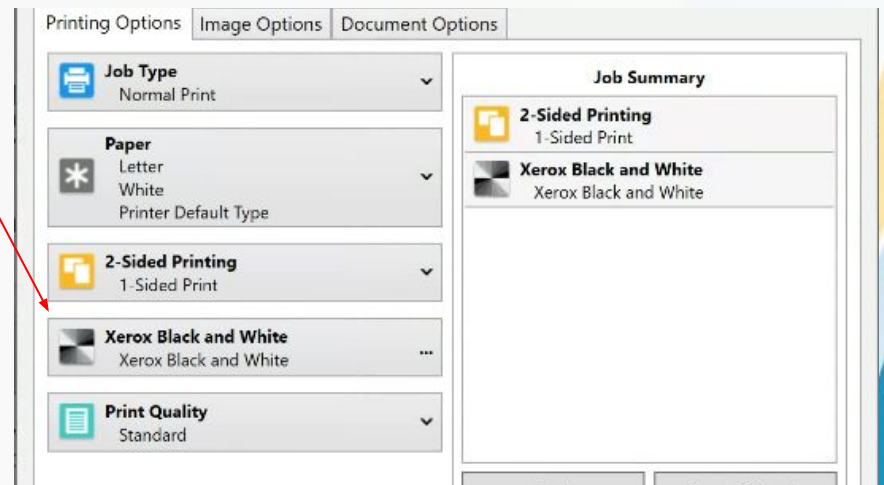 Printing Options
Image Options
Document Options
Job Type
Normal Print
Paper
Letter
White
Printer Default Type
2-Sided Printing
1-Sided Print
Xerox Black and White
Xerox Black and White
...
Print Quality
Standard
Job Summary
2-Sided Printing
1-Sided Print
Xerox Black and White
Xerox Black and White